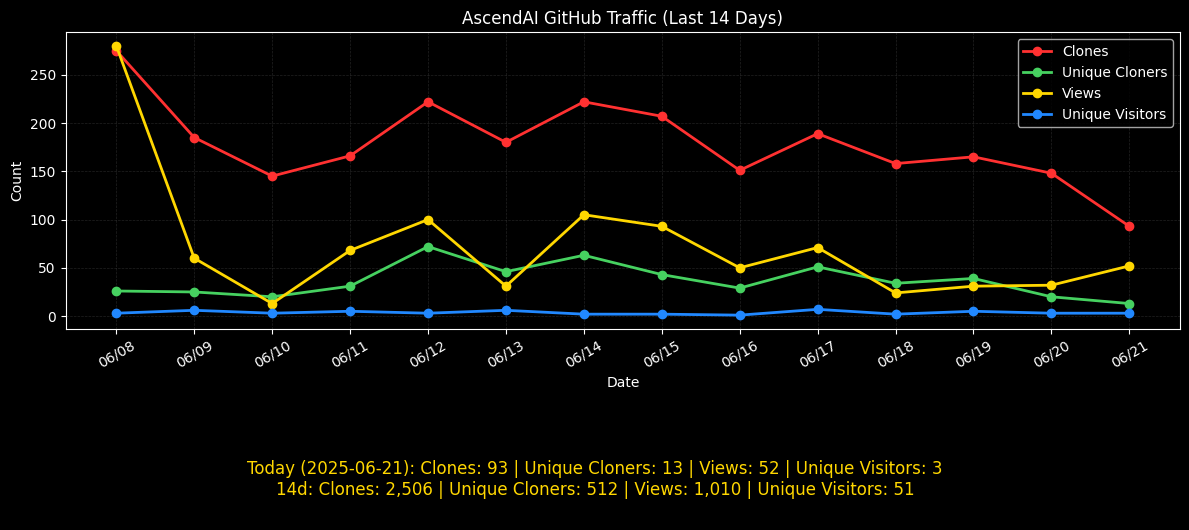 AscendAI GitHub Traffic (Last 14 Days)
Count
250
200
150
100
50
0
Clones
Unique Cloners
Views
Unique Visitors
06/08 06/09 06/10 06/11 06/12 06/13 06/14 06/15 06/16 06/17 06/18 06/19 06/20 06/21
Date
Today (2025-06-21): Clones: 93 | Unique Cloners: 13 | Views: 52 | Unique Visitors: 3
14d: Clones: 2,506 | Unique Cloners: 512 | Views: 1,010 | Unique Visitors: 51